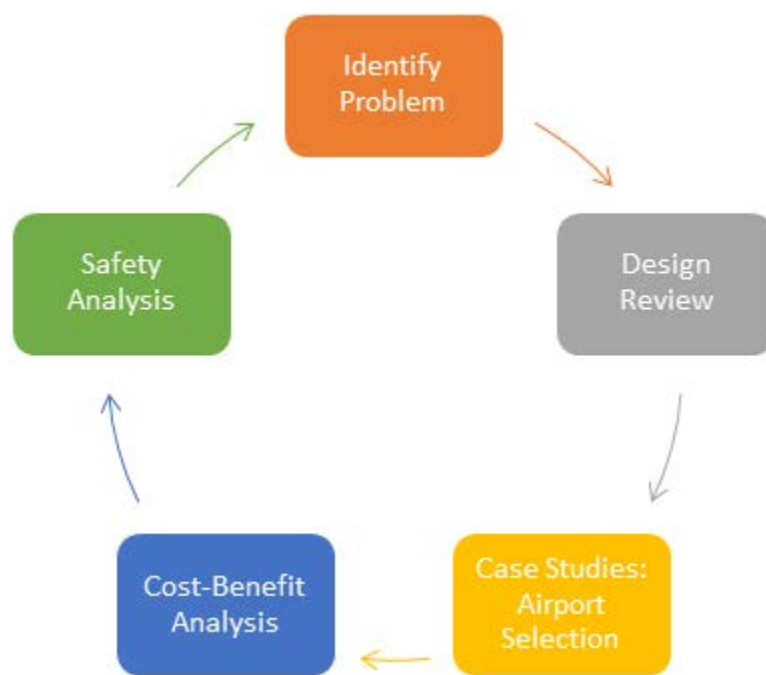 Identify
Problem
Design
Review
Case Studies:
Airport
Selection
Cost-Benefit
Analysis
Safety
Analysis